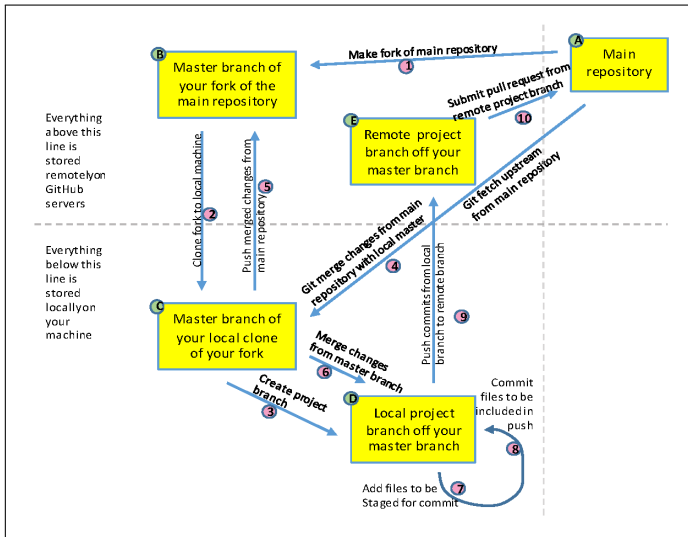 A
Main
repository
B
Master branch of
your fork of the
main repository
Make fork of main repository
1
Submit pull request from
remote project branch
10
E
Remote project
branch off your
master branch
Everything
above this
line is
stored
remotelyon
GitHub
servers
Clone fork to local machine
2
Push merged changes from
main repository
5
Git fetch upstream
from main repository
Git merge changes from main
repository with local master
4
Everything
below this
line is
stored
locallyon
your
machine
Push commits from local
branch to remote branch
9
C
Master branch of
your local clone
of your fork
Merge changes
from master branch
6
Create project
branch
3
D
Local project
branch off your
master branch
Commit
files to be
included in
push
8
7
Add files to be
Staged for commit